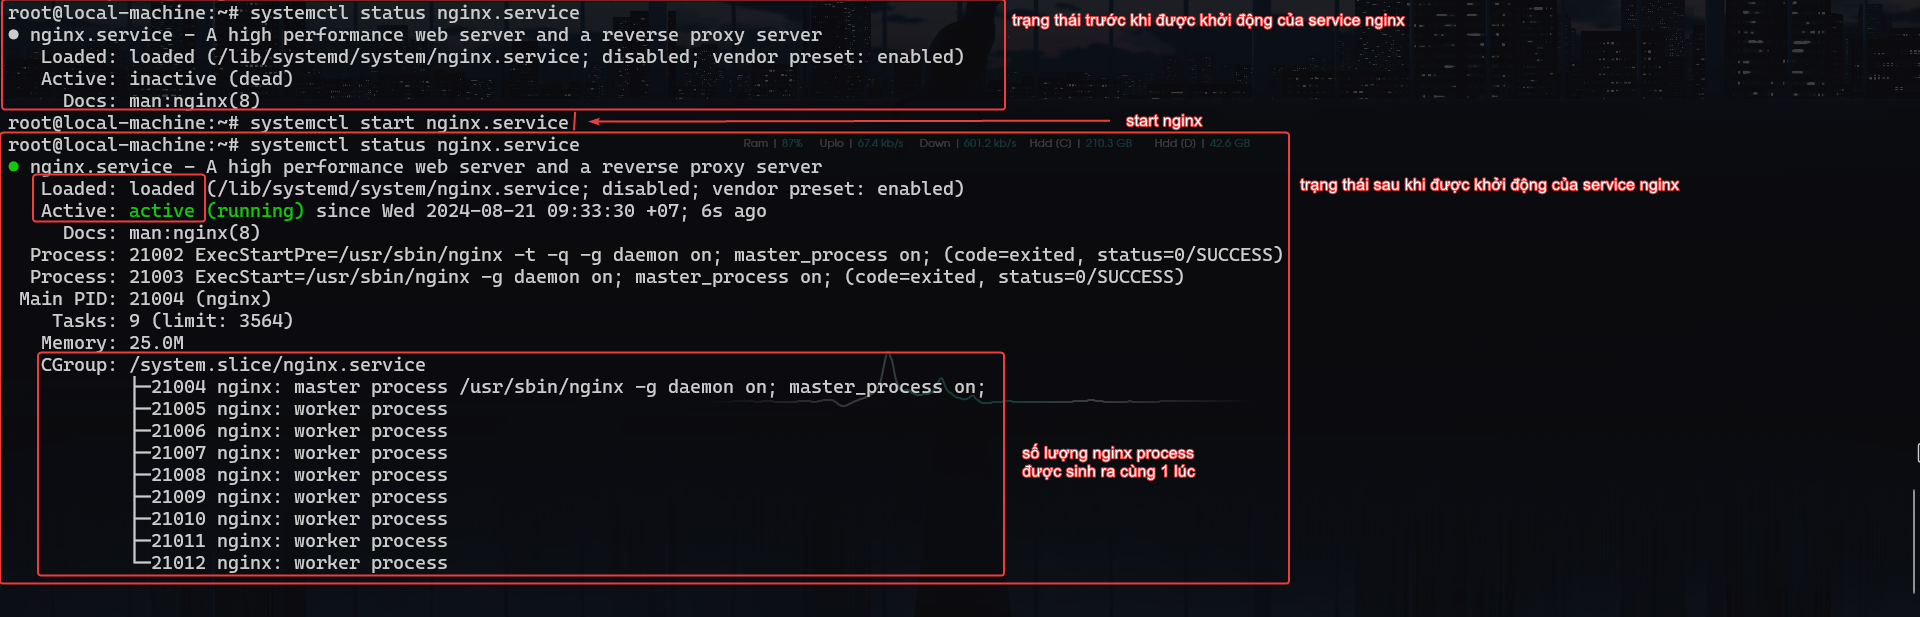 root@local-machine:~# systemctl status nginx.service
trạng thái trước khi được khởi động của service nginx
● nginx.service - A high performance web server and a reverse proxy server
Loaded: loaded (/lib/systemd/system/nginx.service; disabled; vendor preset: enabled)
Active: inactive (dead)
Docs: man:nginx(8)
root@local-machine:~# systemctl start nginx.service
start nginx
root@local-machine:~# systemctl status nginx.service
Ram | 87% Uplo | 67.4 kb/s Down | 601.2 kb/s Hdd (C) | 210.3 GB Hdd (D) | 42.6 GB
● nginx.service - A high performance web server and a reverse proxy server
Loaded: loaded (/lib/systemd/system/nginx.service; disabled; vendor preset: enabled)
trạng thái sau khi được khởi động của service nginx
Active: active (running) since Wed 2024-08-21 09:33:30 +07; 6s ago
Docs: man:nginx(8)
Process: 21002 ExecStartPre=/usr/sbin/nginx -t -q -g daemon on; master_process on; (code=exited, status=0/SUCCESS)
Process: 21003 ExecStart=/usr/sbin/nginx -g daemon on; master_process on; (code=exited, status=0/SUCCESS)
Main PID: 21004 (nginx)
Tasks: 9 (limit: 3564)
Memory: 25.0M
CGroup: /system.slice/nginx.service
├─21004 nginx: master process /usr/sbin/nginx -g daemon on; master_process on;
├─21005 nginx: worker process
├─21006 nginx: worker process
├─21007 nginx: worker process
├─21008 nginx: worker process
├─21009 nginx: worker process
├─21010 nginx: worker process
├─21011 nginx: worker process
└─21012 nginx: worker process
số lượng nginx process
được sinh ra cùng 1 lúc